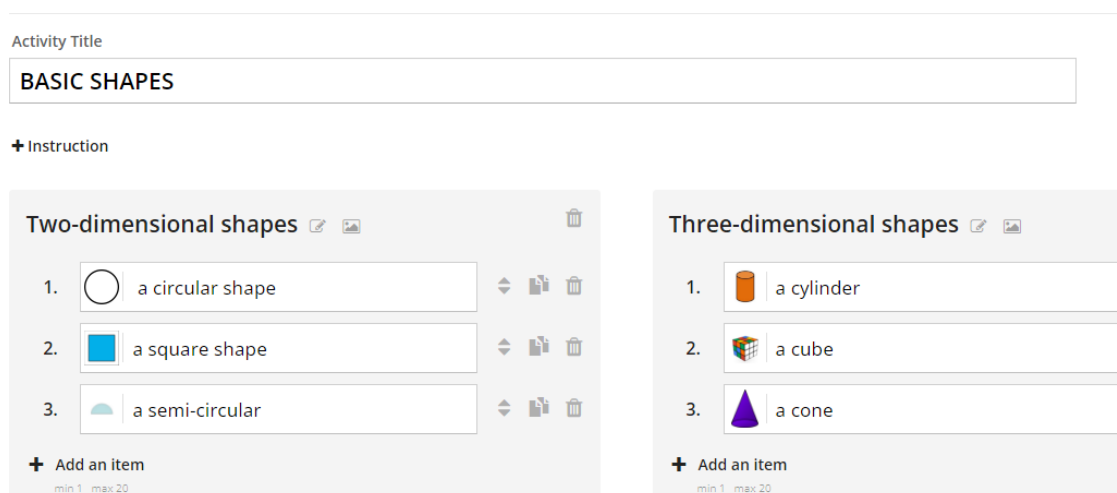 Activity Title
BASIC SHAPES
+ Instruction
Two-dimensional shapes
1. a circular shape
2. a square shape
3. a semi-circular
+ Add an item
min 1 max 20
Three-dimensional shapes
1. a cylinder
2. a cube
3. a cone
+ Add an item
min 1 max 20